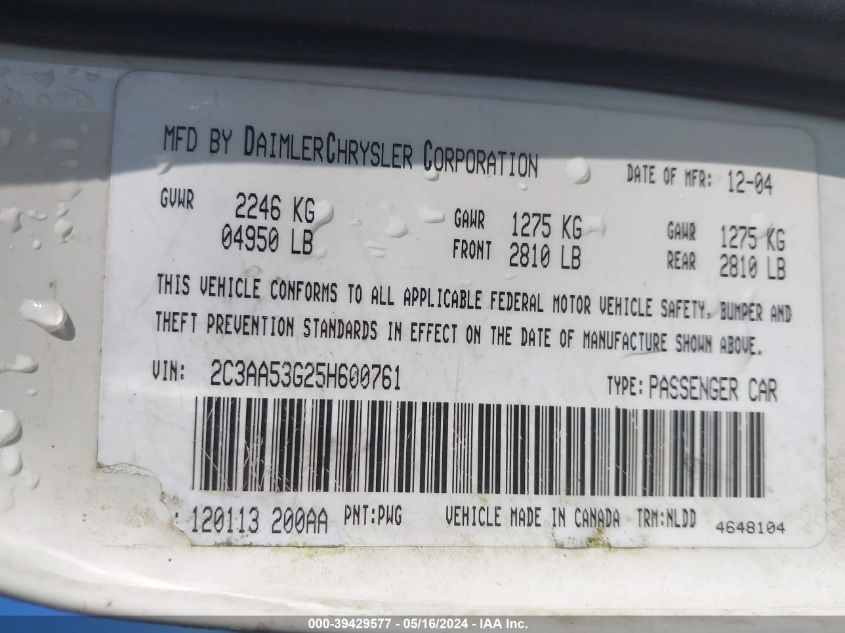 MFD BY DAIMLERCHRYSLER CORPORATION DATE OF MFR: 12-04
GVWR 2246 KG GAWR 1275 KG GAWR 1275 KG
04950 LB FRONT 2810 LB REAR 2810 LB
THIS VEHICLE CONFORMS TO ALL APPLICABLE FEDERAL MOTOR VEHICLE SAFETY, BUMPER AND
THEFT PREVENTION STANDARDS IN EFFECT ON THE DATE OF MANUFACTURE SHOWN ABOVE.
VIN: 2C3AA53G25H600761 TYPE: PASSENGER CAR
: 120113 200AA PNT:PWG VEHICLE MADE IN CANADA TRM:NLDD 4648104
000-39429577 - 05/16/2024 - IAA Inc.